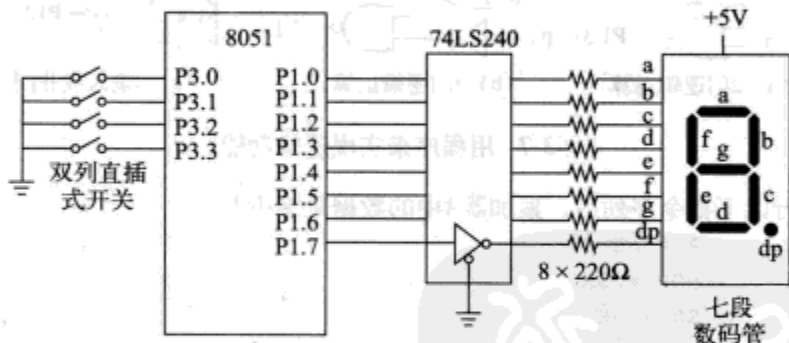 +5V
8051
74LS240
P3.0
P3.1
P3.2
P3.3
P1.0
P1.1
P1.2
P1.3
P1.4
P1.5
P1.6
P1.7
a
b
c
d
e
f
g
dp
a
f
b
g
e
c
d
dp
双列直插
式开关
8×220Ω
七段
数码管